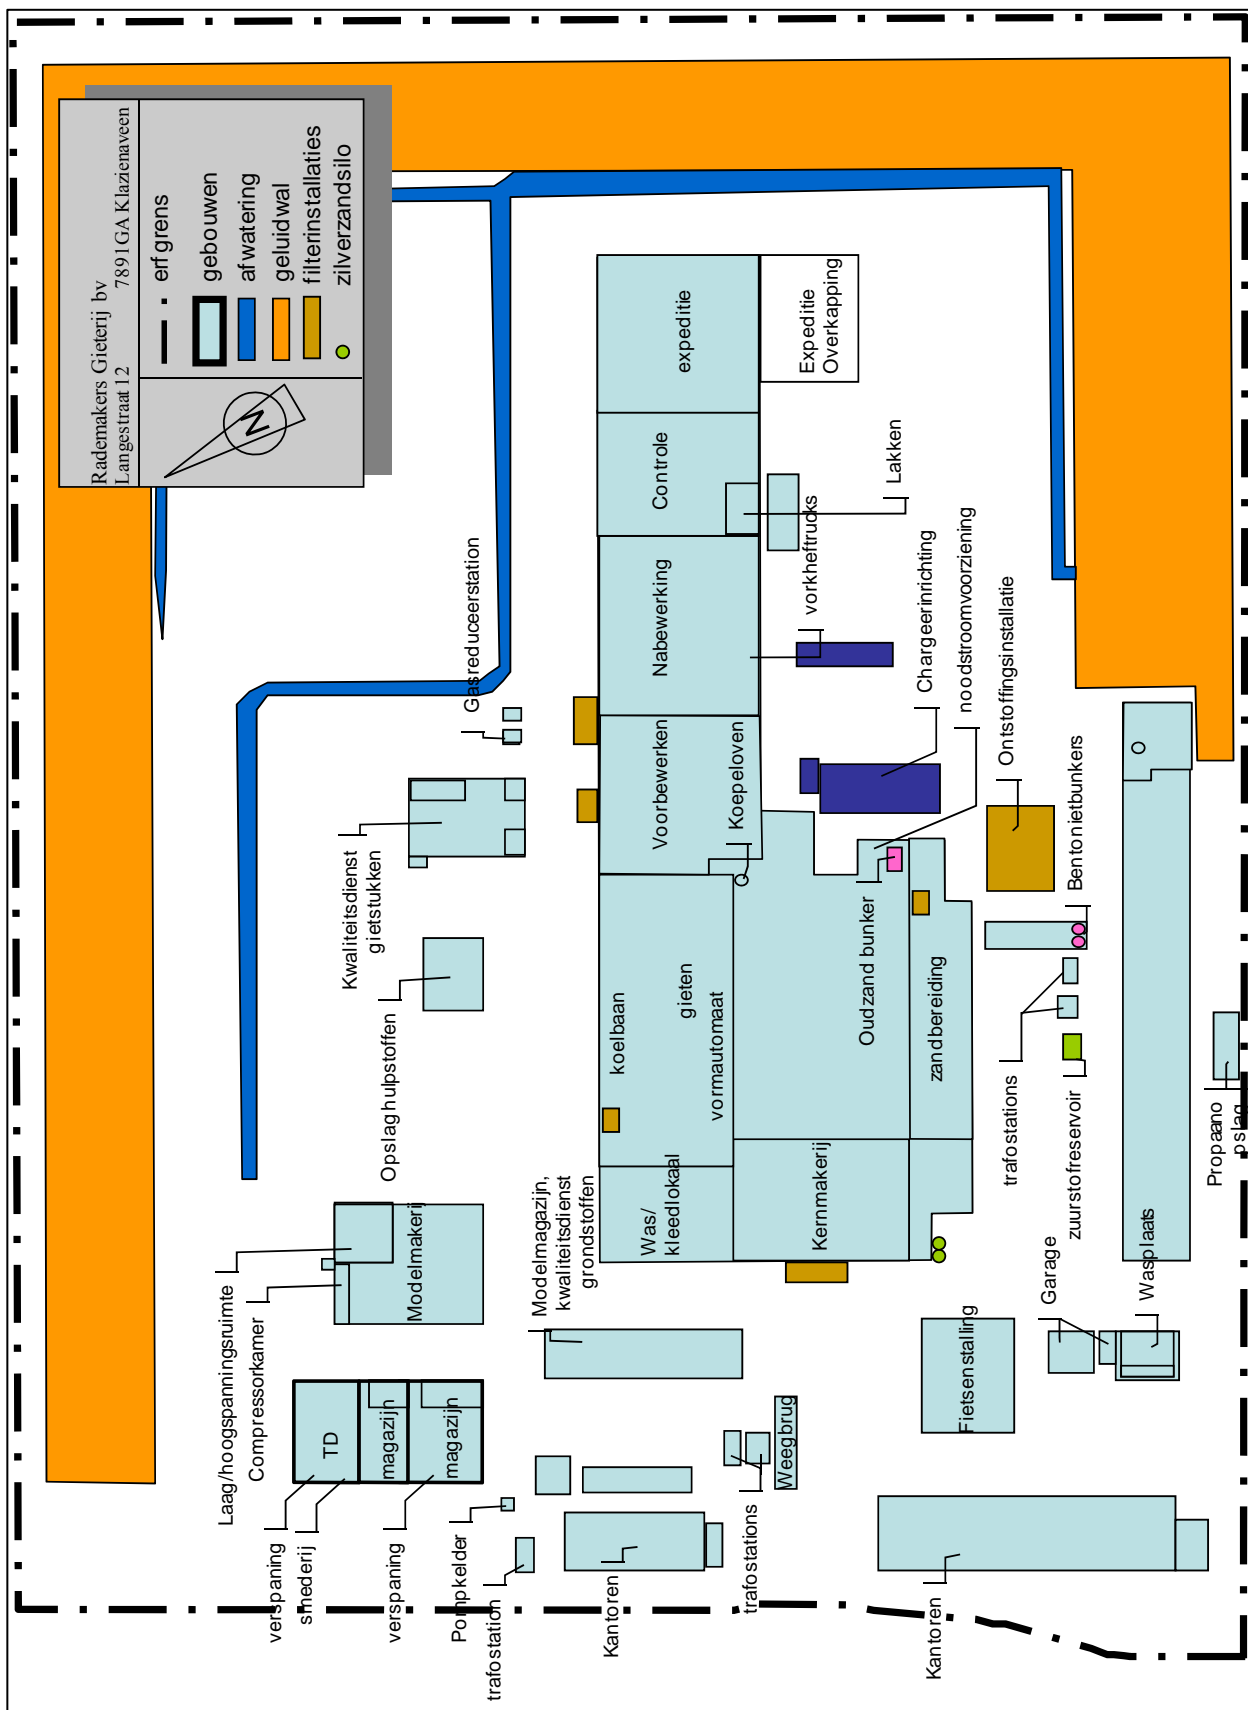 Rademakers Gieterij bv
Langestraat 12 7891GA Klazienaveen
erfgrens
gebouwen
afwatering
geluidwal
filterinstallaties
zilverzandsilo
N
Laag/hoogspanningsruimte
Compressorkamer
Modelmakerij
verspaning
smederij
TD
magazijn
magazijn
verspaning
Pompkelder
trafostation
Kantoren
Opslaghulpstoffen
Kwaliteitsdienst
gietstukken
Gasreduceerstation
Modelmagazijn,
kwaliteitsdienst
grondstoffen
Was/
kleedlokaal
koelbaan
gieten
vormautomaat
Voorbewerken
Koepeloven
Nabewerking
Controle
expeditie
Expeditie
Overkapping
Lakken
vorkheftrucks
Chargeerinrichting
noodstroomvoorziening
Ontstoffingsinstallatie
Bentonietbunkers
Oudzand bunker
zandbereiding
Kernmakerij
trafostations
Weegbrug
Kantoren
Fietsenstalling
Garage
Wasplaats
trafostations
zuurstofreservoir
Propaano
pslag